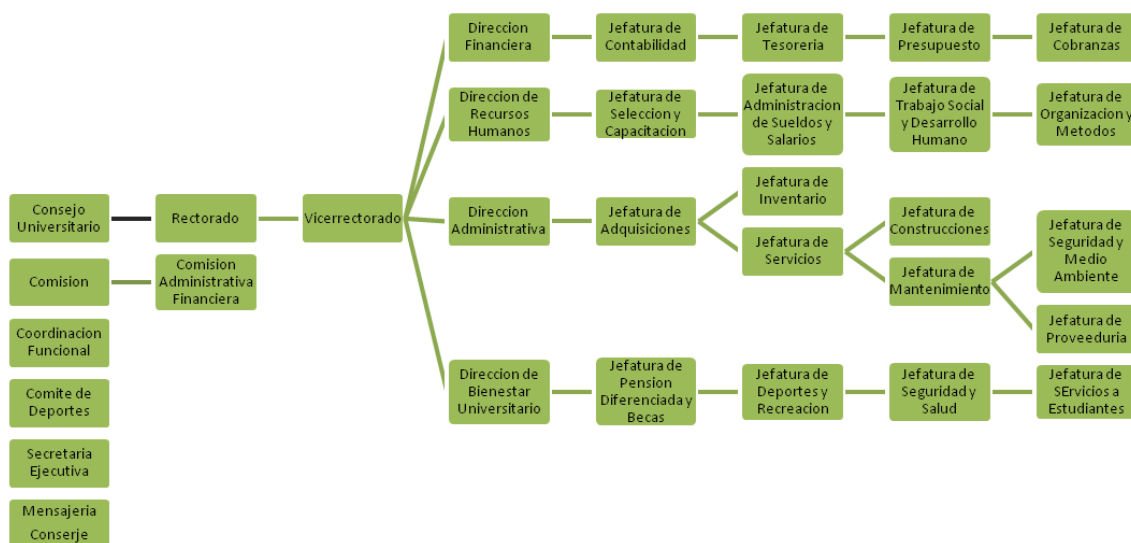 Direccion
Financiera
Jefatura de
Contabilidad
Jefatura de
Tesoreria
Jefatura de
Presupuesto
Jefatura de
Cobranzas
Direccion de
Recursos
Humanos
Jefatura de
Seleccion y
Capacitacion
Jefatura de
Administracion
de Sueldos y
Salarios
Jefatura de
Trabajo Social
y Desarrollo
Humano
Jefatura de
Organizacion y
Metodos
Consejo
Universitario
Rectorado
Vicerrectorado
Direccion
Administrativa
Jefatura de
Adquisiciones
Jefatura de
Inventario
Jefatura de
Servicios
Jefatura de
Construcciones
Jefatura de
Mantenimiento
Jefatura de
Seguridad y
Medio
Ambiente
Jefatura de
Proveeduria
Comision
Comision
Administrativa
Financiera
Coordinacion
Funcional
Direccion de
Bienestar
Universitario
Jefatura de
Pension
Diferenciada y
Becas
Jefatura de
Deportes y
Recreacion
Jefatura de
Seguridad y
Salud
Jefatura de
SErvicios a
Estudiantes
Comite de
Deportes
Secretaria
Ejecutiva
Mensajeria
Conserje